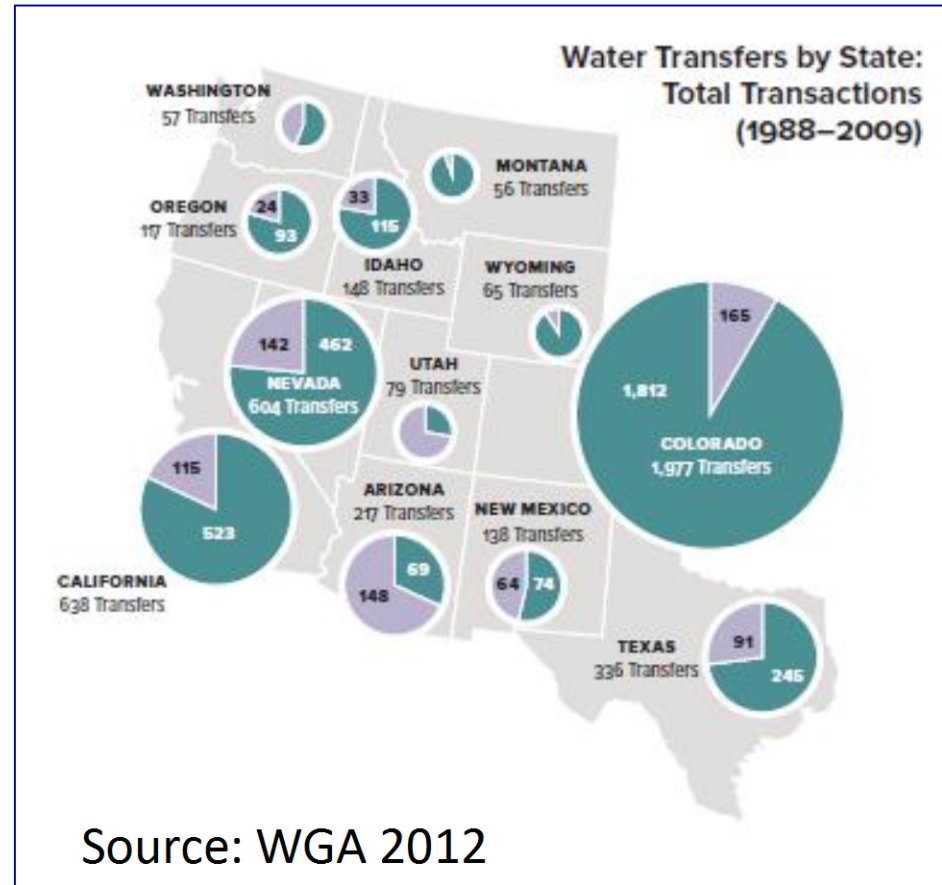 Water Transfers by State:
Total Transactions
(1988–2009)
WASHINGTON
57 Transfers
MONTANA
56 Transfers
OREGON
117 Transfers
24
93
33
115
IDAHO
148 Transfers
WYOMING
65 Transfers
142
462
NEVADA
604 Transfers
UTAH
79 Transfers
165
1,812
COLORADO
1,977 Transfers
115
523
CALIFORNIA
638 Transfers
ARIZONA
217 Transfers
69
148
NEW MEXICO
138 Transfers
64
74
TEXAS
336 Transfers
91
245
Source: WGA 2012